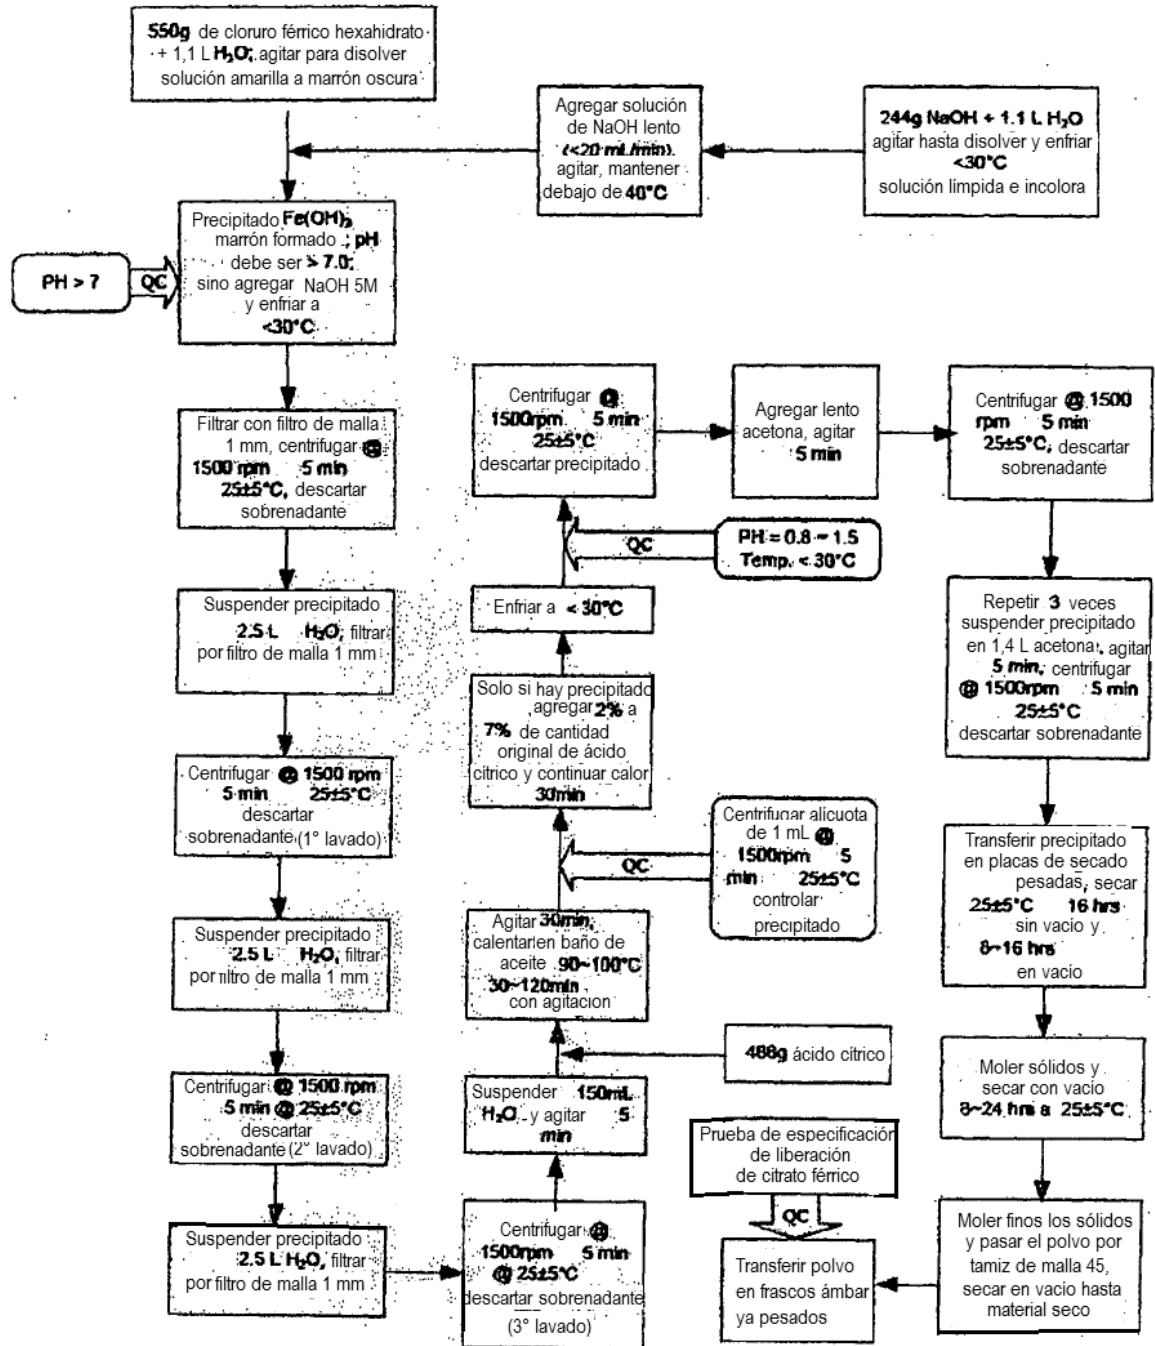 550g de cloruro férrico hexahidrato
+ 1,1 L H₂O; agitar para disolver
solución amarilla a marrón oscura
Agregar solución
de NaOH lento
(<20 mL/min).
agitar, mantener
debajo de 40°C
244g NaOH + 1.1 L H₂O
agitar hasta disolver y enfriar
<30°C
solución límpida e incolora
Precipitado Fe(OH)₃
marrón formado ; pH
debe ser > 7.0;
sino agregar NaOH 5M
y enfriar a
<30°C
PH > 7
QC
Filtrar con filtro de malla
1 mm, centrifugar @
1500 rpm 5 min
25±5°C, descartar
sobrenadante
Suspender precipitado
2.5 L H₂O, filtrar
por filtro de malla 1 mm
Centrifugar @ 1500 rpm
5 min 25±5°C
descartar
sobrenadante (1° lavado)
Suspender precipitado
2.5 L H₂O, filtrar
por filtro de malla 1 mm
Centrifugar @ 1500 rpm
5 min @ 25±5°C
descartar
sobrenadante (2° lavado)
Suspender precipitado
2.5 L H₂O, filtrar
por filtro de malla 1 mm
Centrifugar @
1500rpm 5 min
@ 25±5°C
descartar sobrenadante
(3° lavado)
Suspender 150mL
H₂O y agitar 5
min
488g ácido cítrico
Agitar 30min,
calentarlen baño de
aceite 90~100°C
30~120min
con agitacion
Centrifugar alicuota
de 1 mL @
1500rpm 5
min 25±5°C
controlar
precipitado
QC
Solo si hay precipitado
agregar 2% a
7% de cantidad
original de ácido
cítrico y continuar calor
30min
Enfriar a < 30°C
PH = 0.8 ~ 1.5
Temp. < 30°C
QC
Centrifugar @
1500rpm 5 min
25±5°C
descartar precipitado
Agregar lento
acetona, agitar
5 min
Centrifugar @ 1500
rpm 5 min
25±5°C, descartar
sobrenadante
Repetir 3 veces
suspender precipitado
en 1,4 L acetona, agitar
5 min, centrifugar
@ 1500rpm 5 min
25±5°C
descartar sobrenadante
Transferir precipitado
en placas de secado
pesadas, secar
25±5°C 16 hrs
sin vacio y
8~16 hrs
en vacio
Moler sólidos y
secar con vacio
8~24 hrs a 25±5°C
Moler finos los sólidos
y pasar el polvo por
tamiz de malla 45,
secar en vacio hasta
material seco
Prueba de especificación
de liberación
de citrato férrico
QC
Transferir polvo
en frascos ámbar
ya pesados